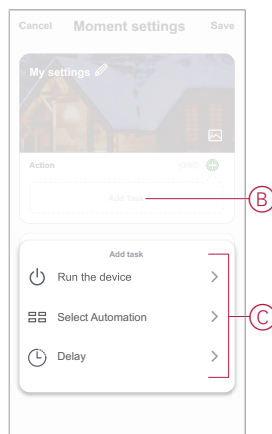 Cancel Moment settings Save
My settings
Action
Add Task
B
Add task
Run the device
Select Automation
C
Delay